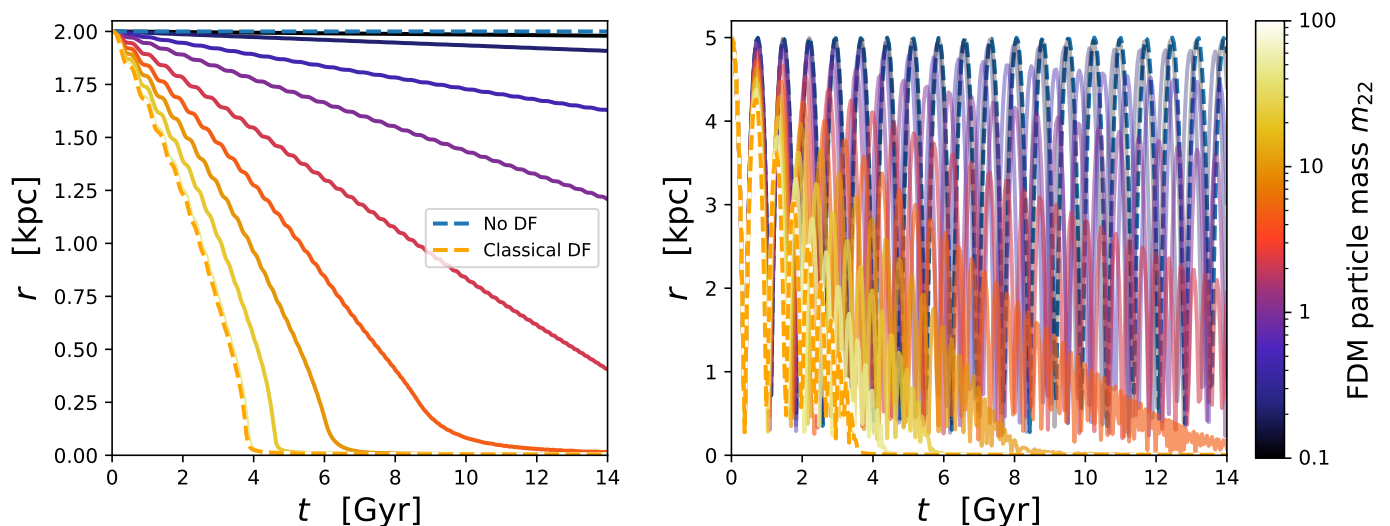 2.00
1.75
1.50
1.25
1.00
0.75
0.50
0.25
0.00
r [kpc]
0 2 4 6 8 10 12 14
t [Gyr]
No DF
Classical DF
5
4
3
2
1
0
r [kpc]
0 2 4 6 8 10 12 14
t [Gyr]
100
10
1
0.1
FDM particle mass m₂₂